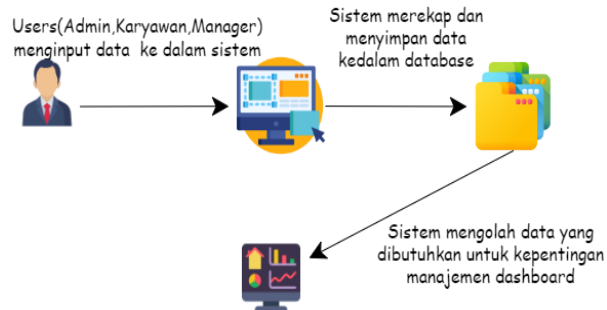 Users(Admin,Karyawan,Manager)
menginput data ke dalam sistem
Sistem merekap dan
menyimpan data
kedalam database
Sistem mengolah data yang
dibutuhkan untuk kepentingan
manajemen dashboard